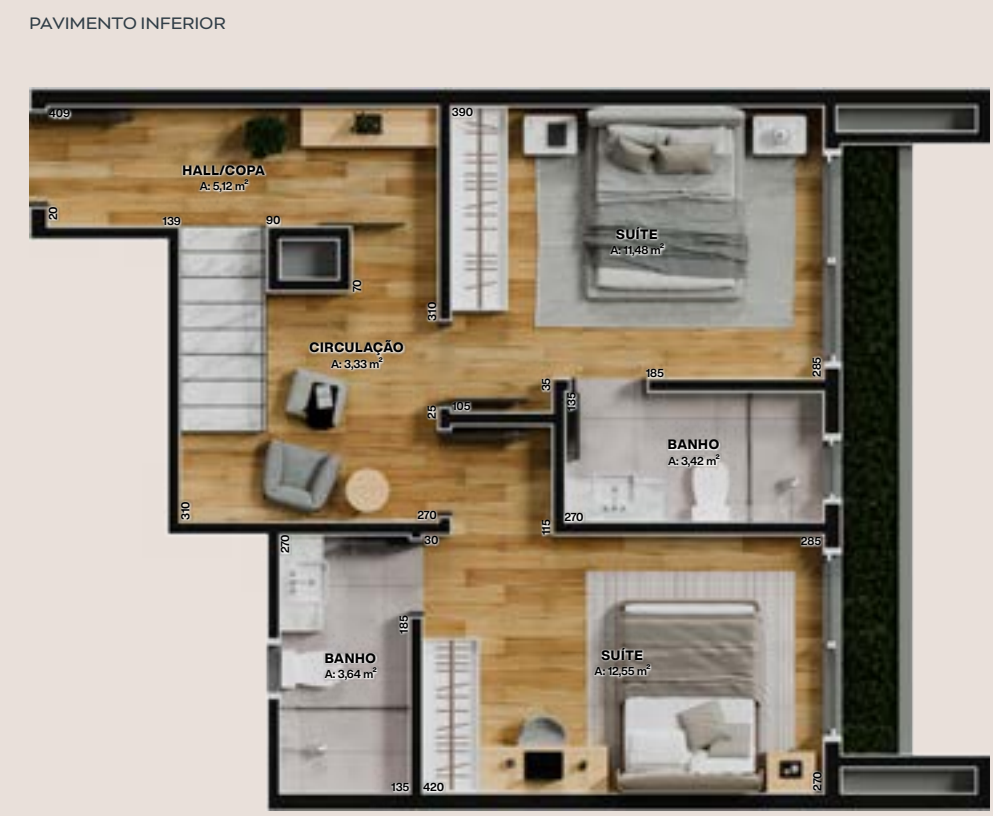 PAVIMENTO INFERIOR
409
390
HALL/COPA
A: 5,12 m²
20
139
90
SUÍTE
A: 11,48 m²
70
310
CIRCULAÇÃO
A: 3,33 m²
285
185
35
135
25
105
BANHO
A: 3,42 m²
310
270
270
115
30
285
270
185
BANHO
A: 3,64 m²
SUÍTE
A: 12,55 m²
270
135
420